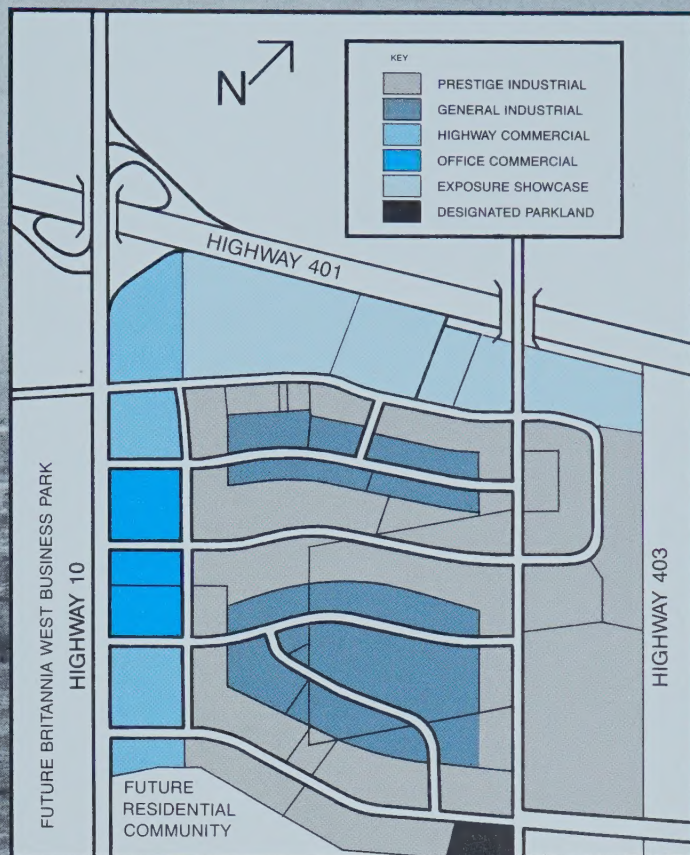 N
KEY
PRESTIGE INDUSTRIAL
GENERAL INDUSTRIAL
HIGHWAY COMMERCIAL
OFFICE COMMERCIAL
EXPOSURE SHOWCASE
DESIGNATED PARKLAND
HIGHWAY 401
FUTURE BRITANNIA WEST BUSINESS PARK
HIGHWAY 10
HIGHWAY 403
FUTURE
RESIDENTIAL
COMMUNITY